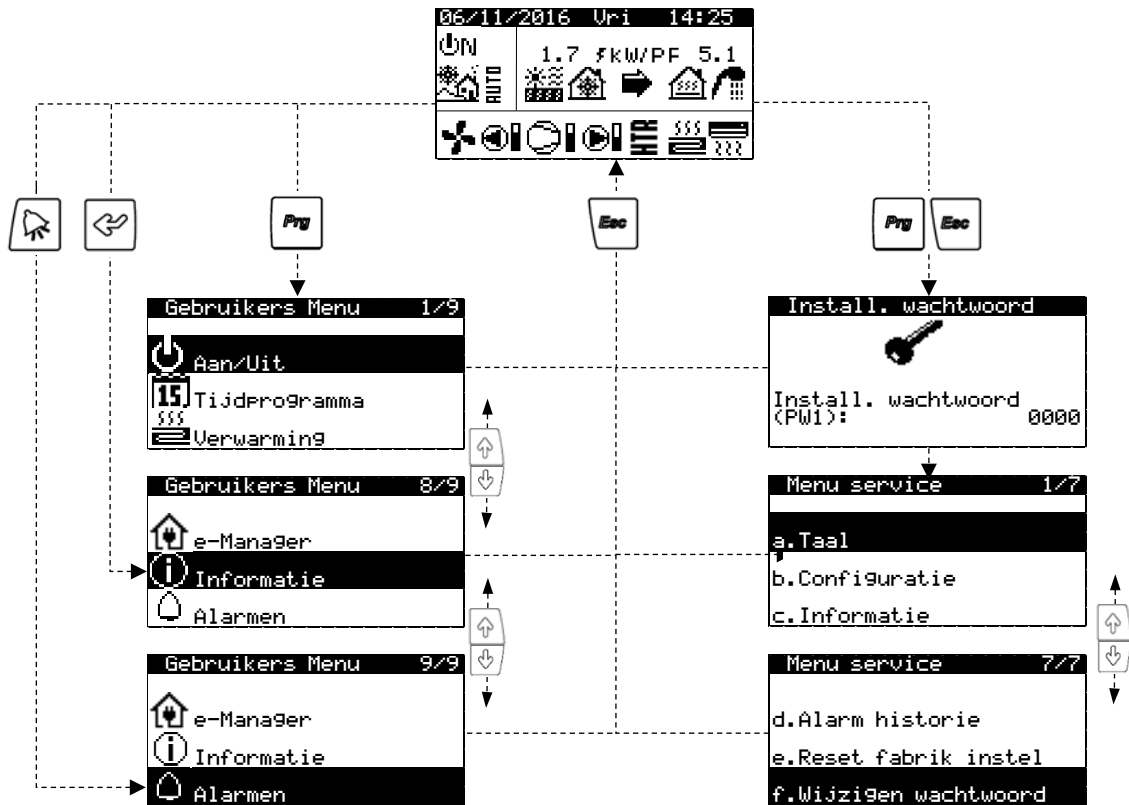 06/11/2016 Vri 14:25
ON
1.7 kW/PF 5.1
AUTO
HTR
Prg
Esc
Prg
Esc
Gebruikers Menu 1/9
Aan/Uit
15
Tijdprogramma
Verwarming
Install. wachtwoord
Install. wachtwoord
(PW1): 0000
Gebruikers Menu 8/9
e-Manager
Informatie
Alarmen
Menu service 1/7
a.Taal
b.Configuratie
c.Informatie
Gebruikers Menu 9/9
e-Manager
Informatie
Alarmen
Menu service 7/7
d.Alarm historie
e.Reset fabrik instel
f.Wijzigen wachtwoord